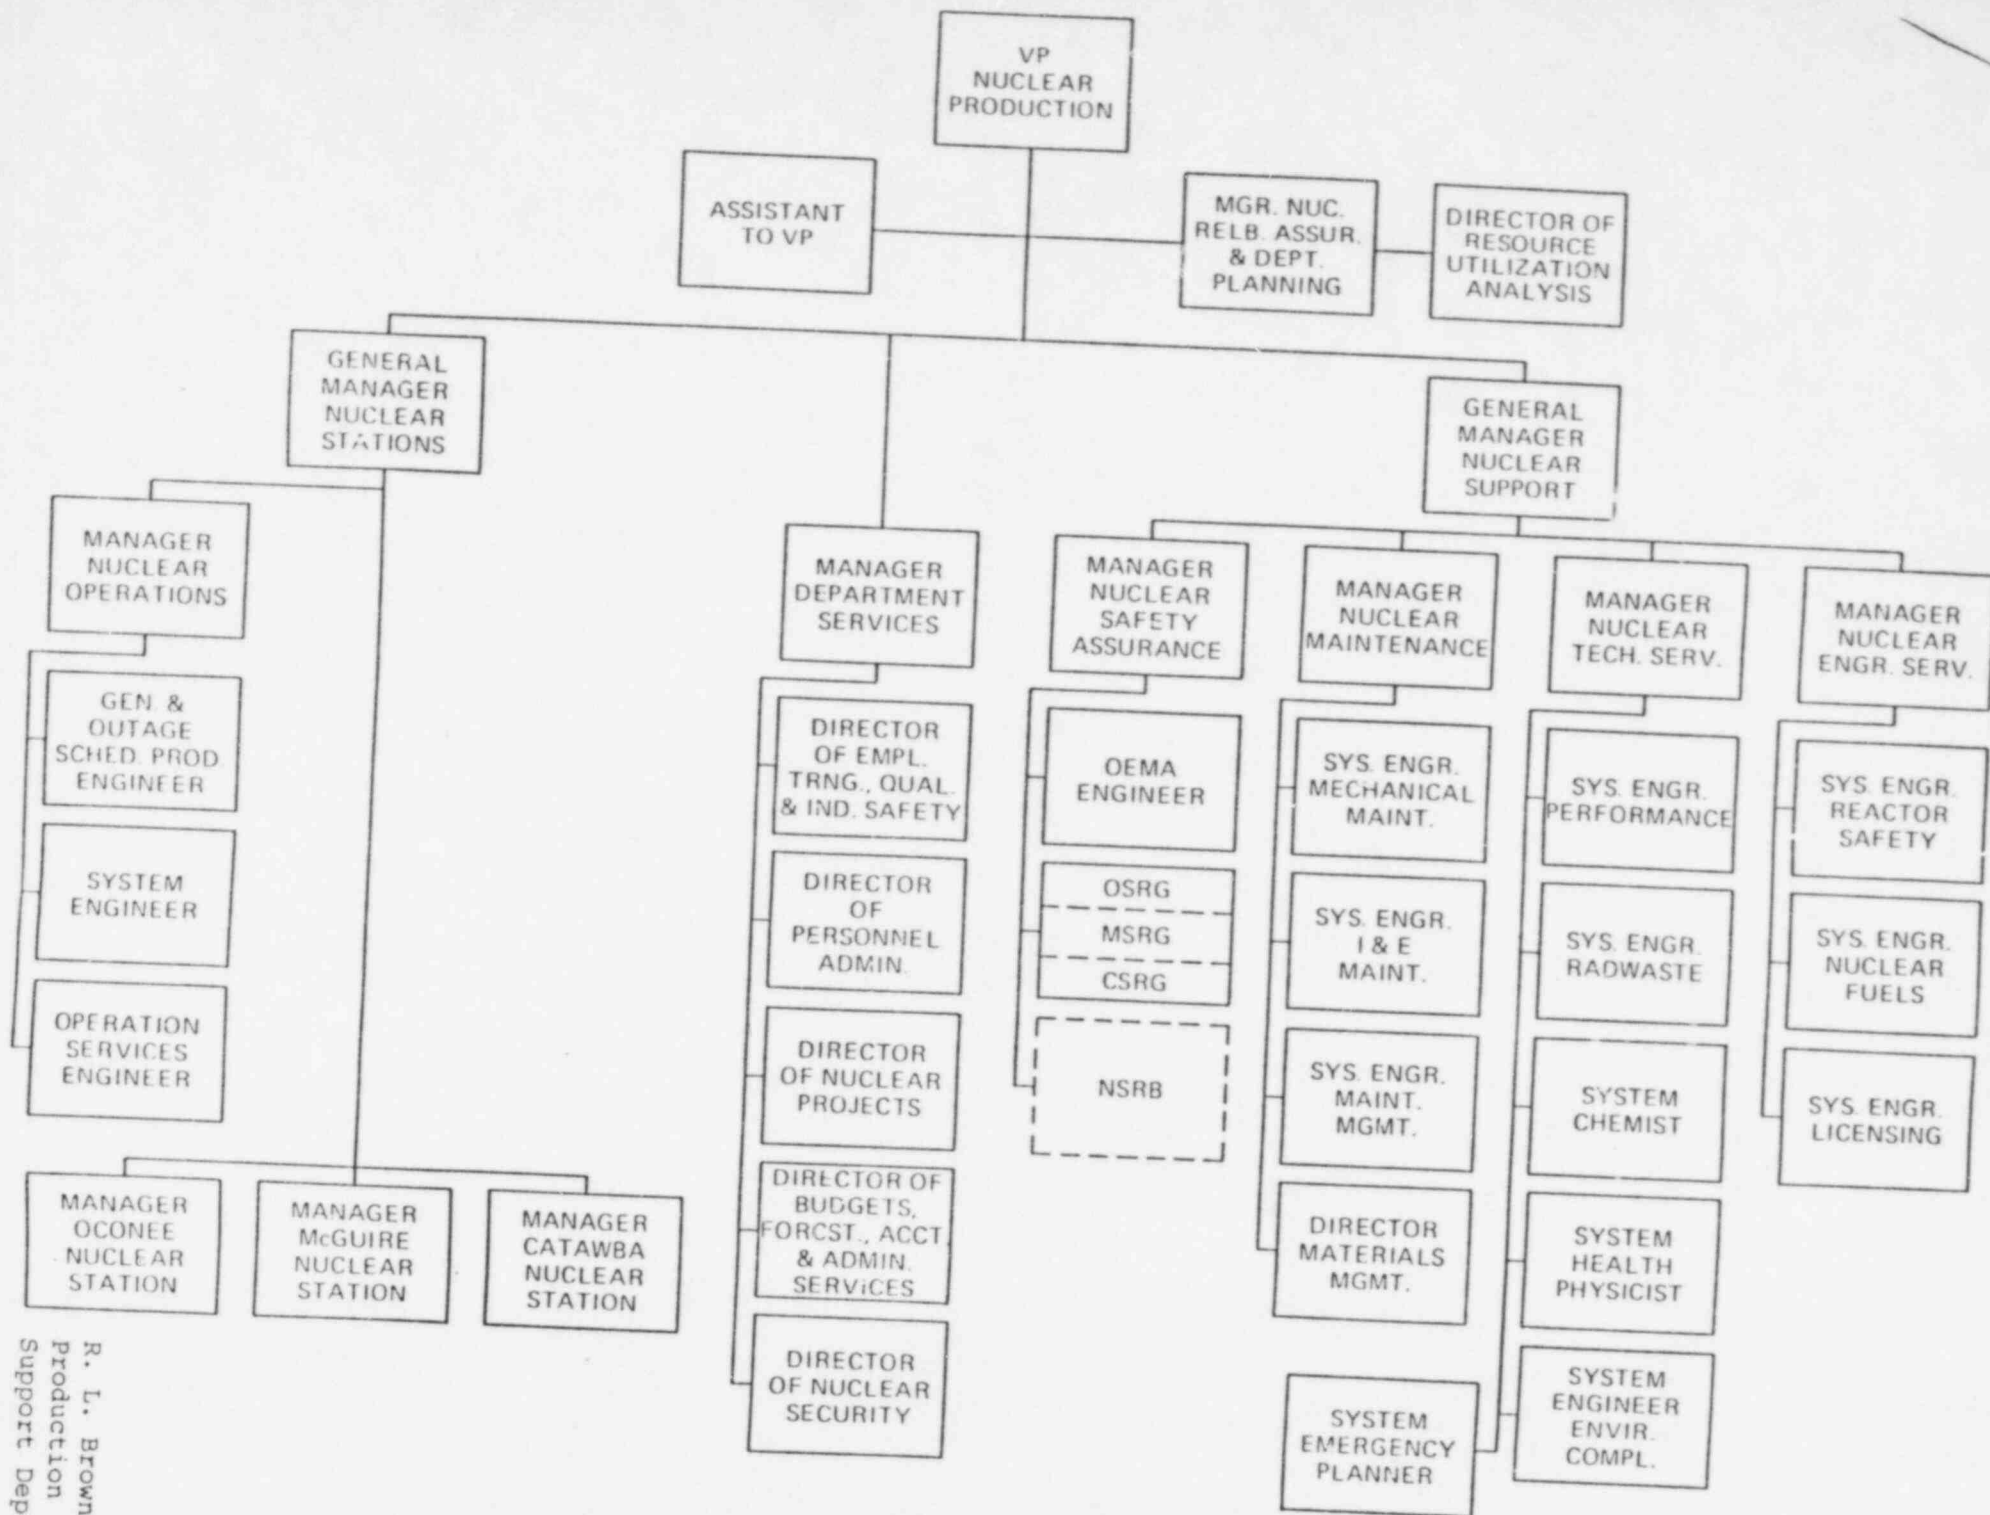 VP
NUCLEAR
PRODUCTION
ASSISTANT
TO VP
MGR. NUC.
RELB. ASSUR.
& DEPT.
PLANNING
DIRECTOR OF
RESOURCE
UTILIZATION
ANALYSIS
GENERAL
MANAGER
NUCLEAR
STATIONS
GENERAL
MANAGER
NUCLEAR
SUPPORT
MANAGER
NUCLEAR
OPERATIONS
MANAGER
DEPARTMENT
SERVICES
MANAGER
NUCLEAR
SAFETY
ASSURANCE
MANAGER
NUCLEAR
MAINTENANCE
MANAGER
NUCLEAR
TECH. SERV.
MANAGER
NUCLEAR
ENGR. SERV.
GEN. &
OUTAGE
SCHED. PROD
ENGINEER
SYSTEM
ENGINEER
OPERATION
SERVICES
ENGINEER
MANAGER
OCONEE
NUCLEAR
STATION
MANAGER
McGUIRE
NUCLEAR
STATION
MANAGER
CATAWBA
NUCLEAR
STATION
DIRECTOR
OF EMPL.
TRNG., QUAL.
& IND. SAFETY
DIRECTOR
OF
PERSONNEL
ADMIN.
DIRECTOR
OF NUCLEAR
PROJECTS
DIRECTOR OF
BUDGETS,
FORCST., ACCT.
& ADMIN.
SERVICES
DIRECTOR
OF NUCLEAR
SECURITY
OEMA
ENGINEER
OSRG
MSRG
CSRG
NSRB
SYS. ENGR.
MECHANICAL
MAINT.
SYS. ENGR.
I & E
MAINT.
SYS. ENGR.
MAINT.
MGMT.
DIRECTOR
MATERIALS
MGMT.
SYS. ENGR.
PERFORMANCE
SYS. ENGR.
RADWASTE
SYSTEM
CHEMIST
SYSTEM
HEALTH
PHYSICIST
SYSTEM
ENGINEER
ENVIR.
COMPL.
SYSTEM
EMERGENCY
PLANNER
SYS. ENGR.
REACTOR
SAFETY
SYS. ENGR.
NUCLEAR
FUELS
SYS. ENGR.
LICENSING
R. L. Brown
Production
Support Dep